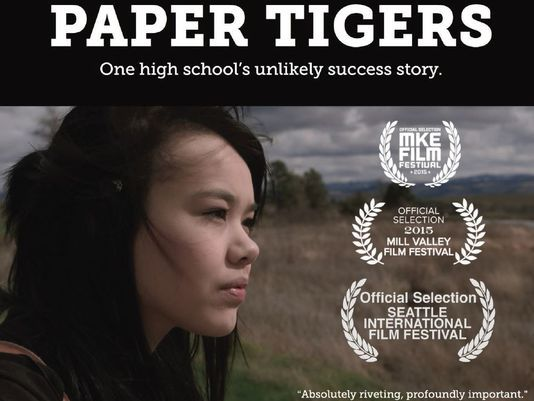 PAPER TIGERS
One high school's unlikely success story.
OFFICIAL SELECTION
MKE
FILM
FESTIVAL
2015
OFFICIAL
SELECTION
2015
MILL VALLEY
FILM FESTIVAL
Official Selection
SEATTLE
INTERNATIONAL
FILM FESTIVAL
"Absolutely riveting, profoundly important."